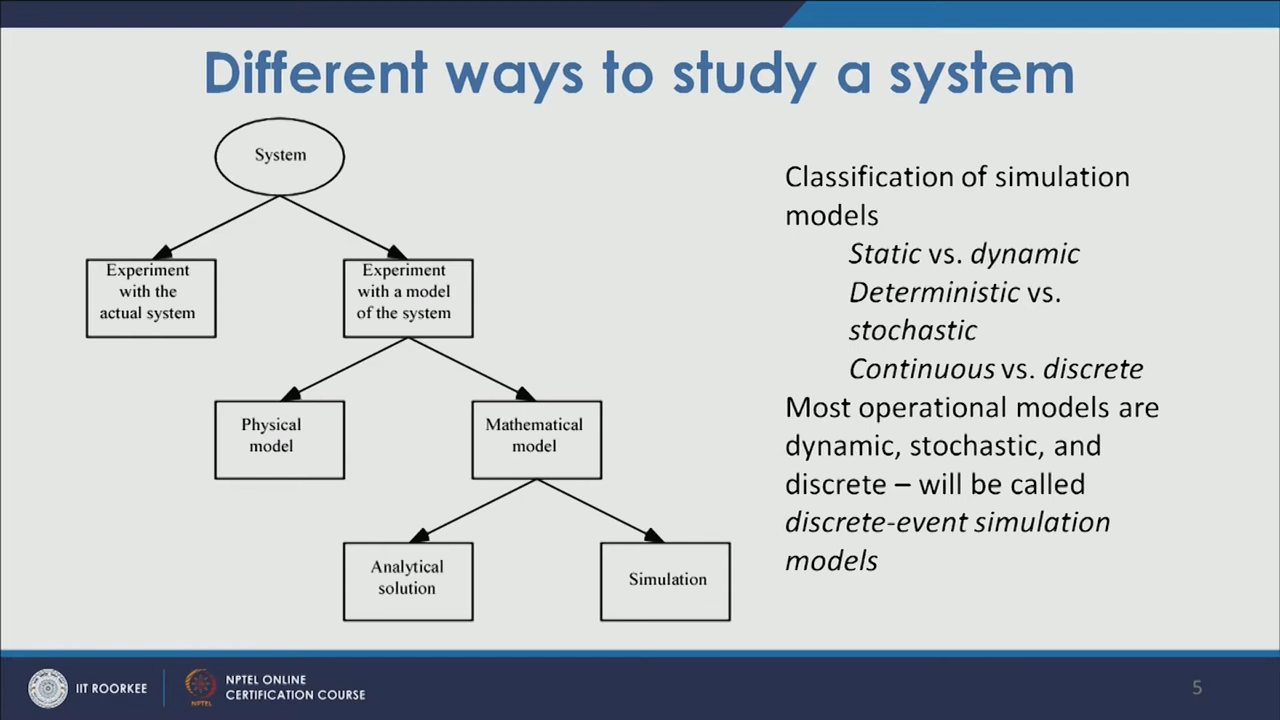 Different ways to study a system
System
Experiment
with the
actual system
Experiment
with a model
of the system
Physical
model
Mathematical
model
Analytical
solution
Simulation
Classification of simulation
models
Static vs. dynamic
Deterministic vs.
stochastic
Continuous vs. discrete
Most operational models are
dynamic, stochastic, and
discrete – will be called
discrete-event simulation
models
IIT ROORKEE
NPTEL
NPTEL ONLINE
CERTIFICATION COURSE
5